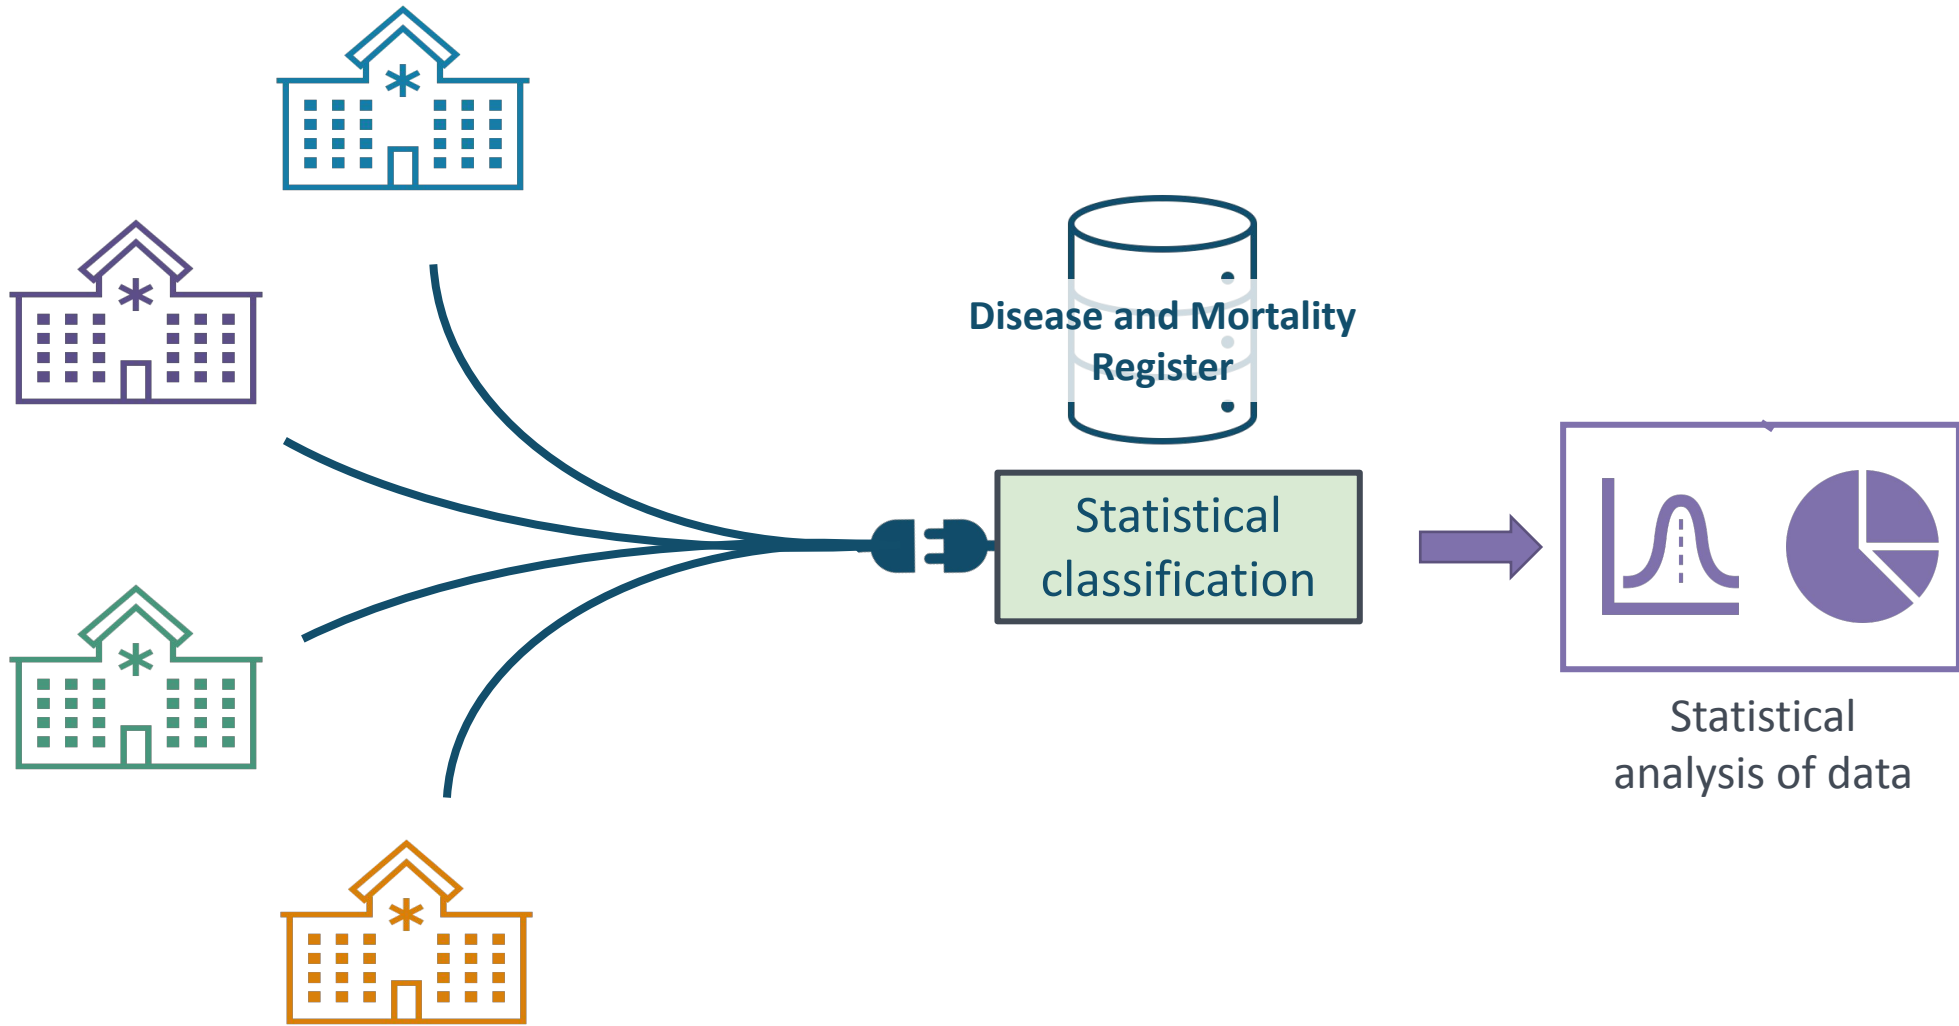 Disease and Mortality
Register
Statistical
classification
Statistical
analysis of data